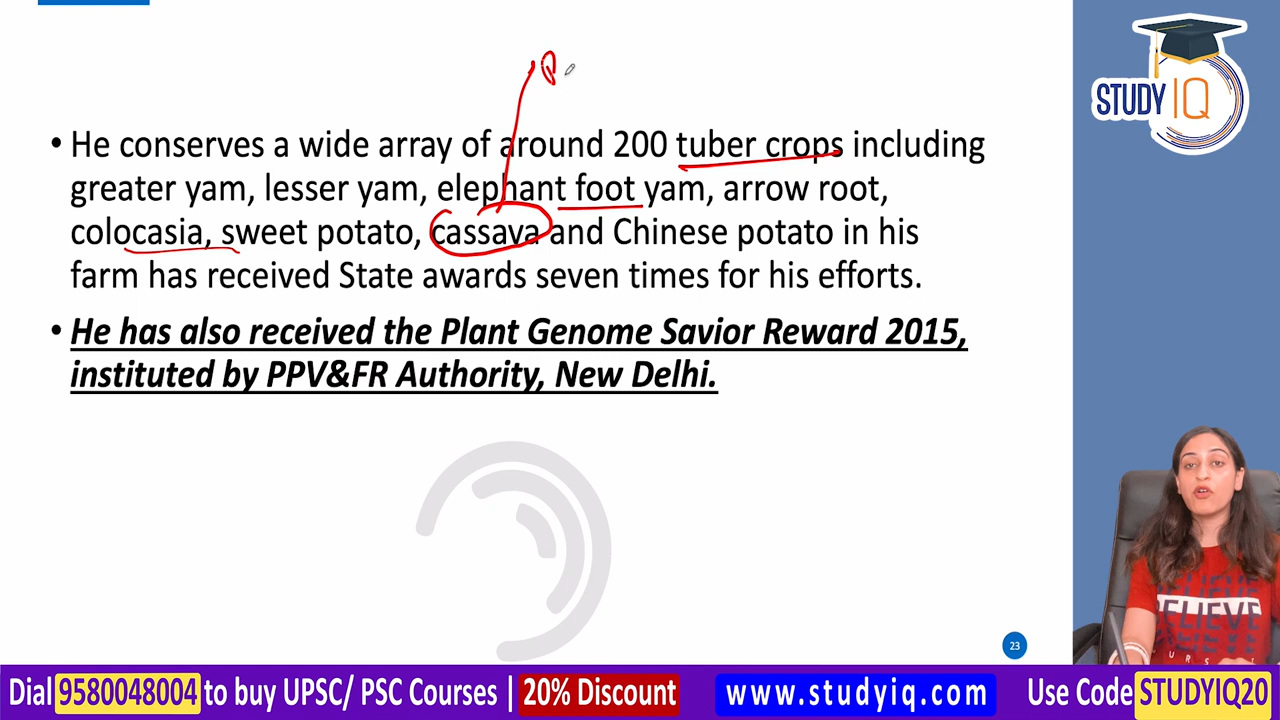 STUDY IQ
• He conserves a wide array of around 200 tuber crops including
greater yam, lesser yam, elephant foot yam, arrow root,
colocasia, sweet potato, cassava and Chinese potato in his
farm has received State awards seven times for his efforts.
• He has also received the Plant Genome Savior Reward 2015,
instituted by PPV&FR Authority, New Delhi.
BELIEVE
23
Dial 9580048004 to buy UPSC/ PSC Courses | 20% Discount www.studyiq.com Use Code STUDYIQ20